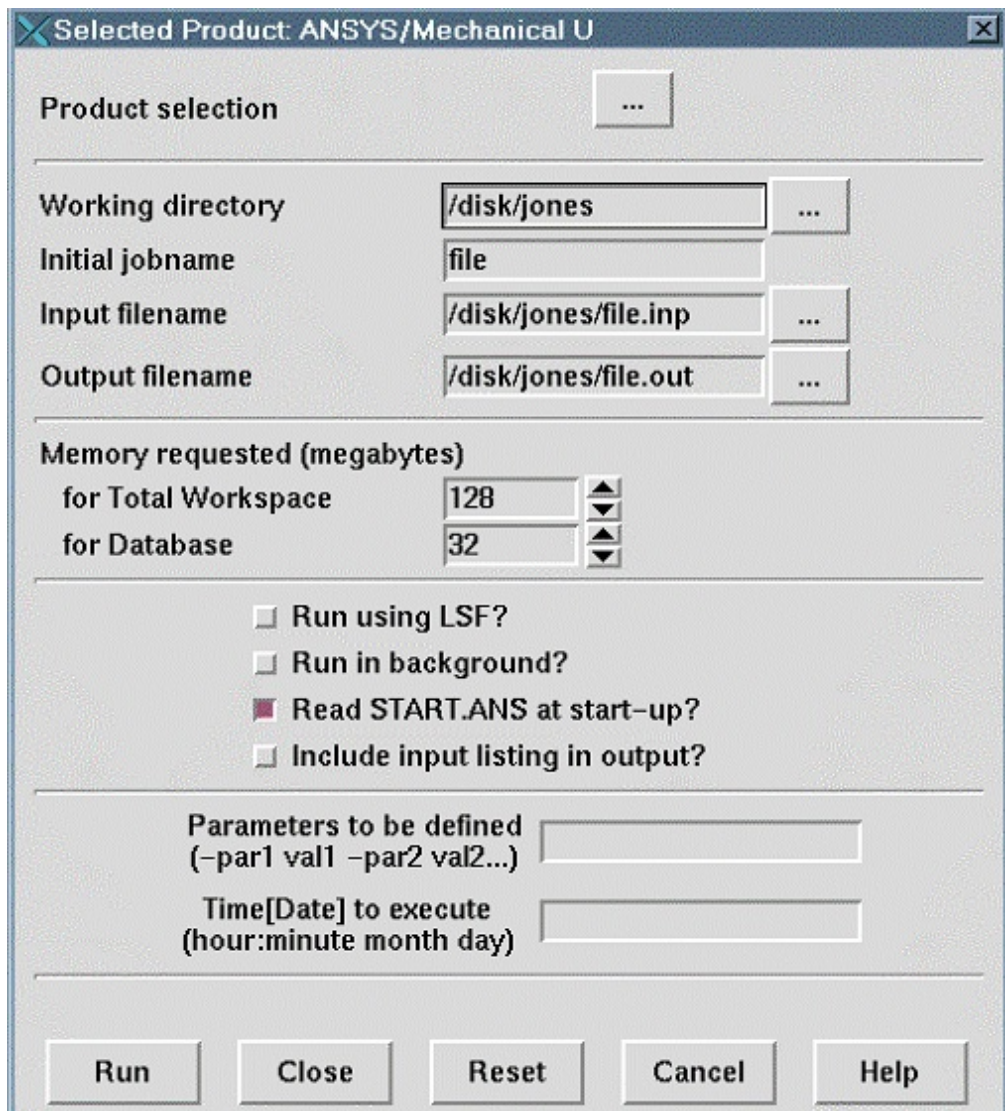 Selected Product: ANSYS/Mechanical U
Product selection ...
Working directory /disk/jones ...
Initial jobname file
Input filename /disk/jones/file.inp ...
Output filename /disk/jones/file.out ...
Memory requested (megabytes)
for Total Workspace 128
for Database 32
Run using LSF?
Run in background?
Read START.ANS at start-up?
Include input listing in output?
Parameters to be defined
(-par1 val1 -par2 val2...)
Time[Date] to execute
(hour:minute month day)
Run Close Reset Cancel Help